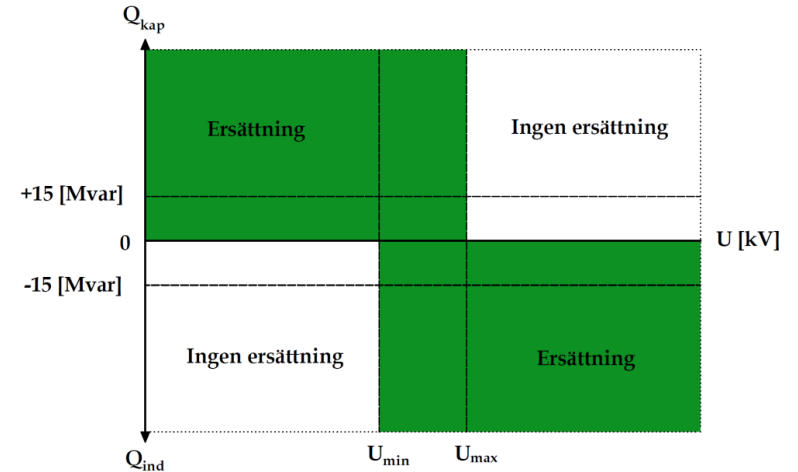 Qkap
Ersättning
Ingen ersättning
+15 [Mvar]
0
U [kV]
-15 [Mvar]
Ingen ersättning
Ersättning
Qind
Umin
Umax